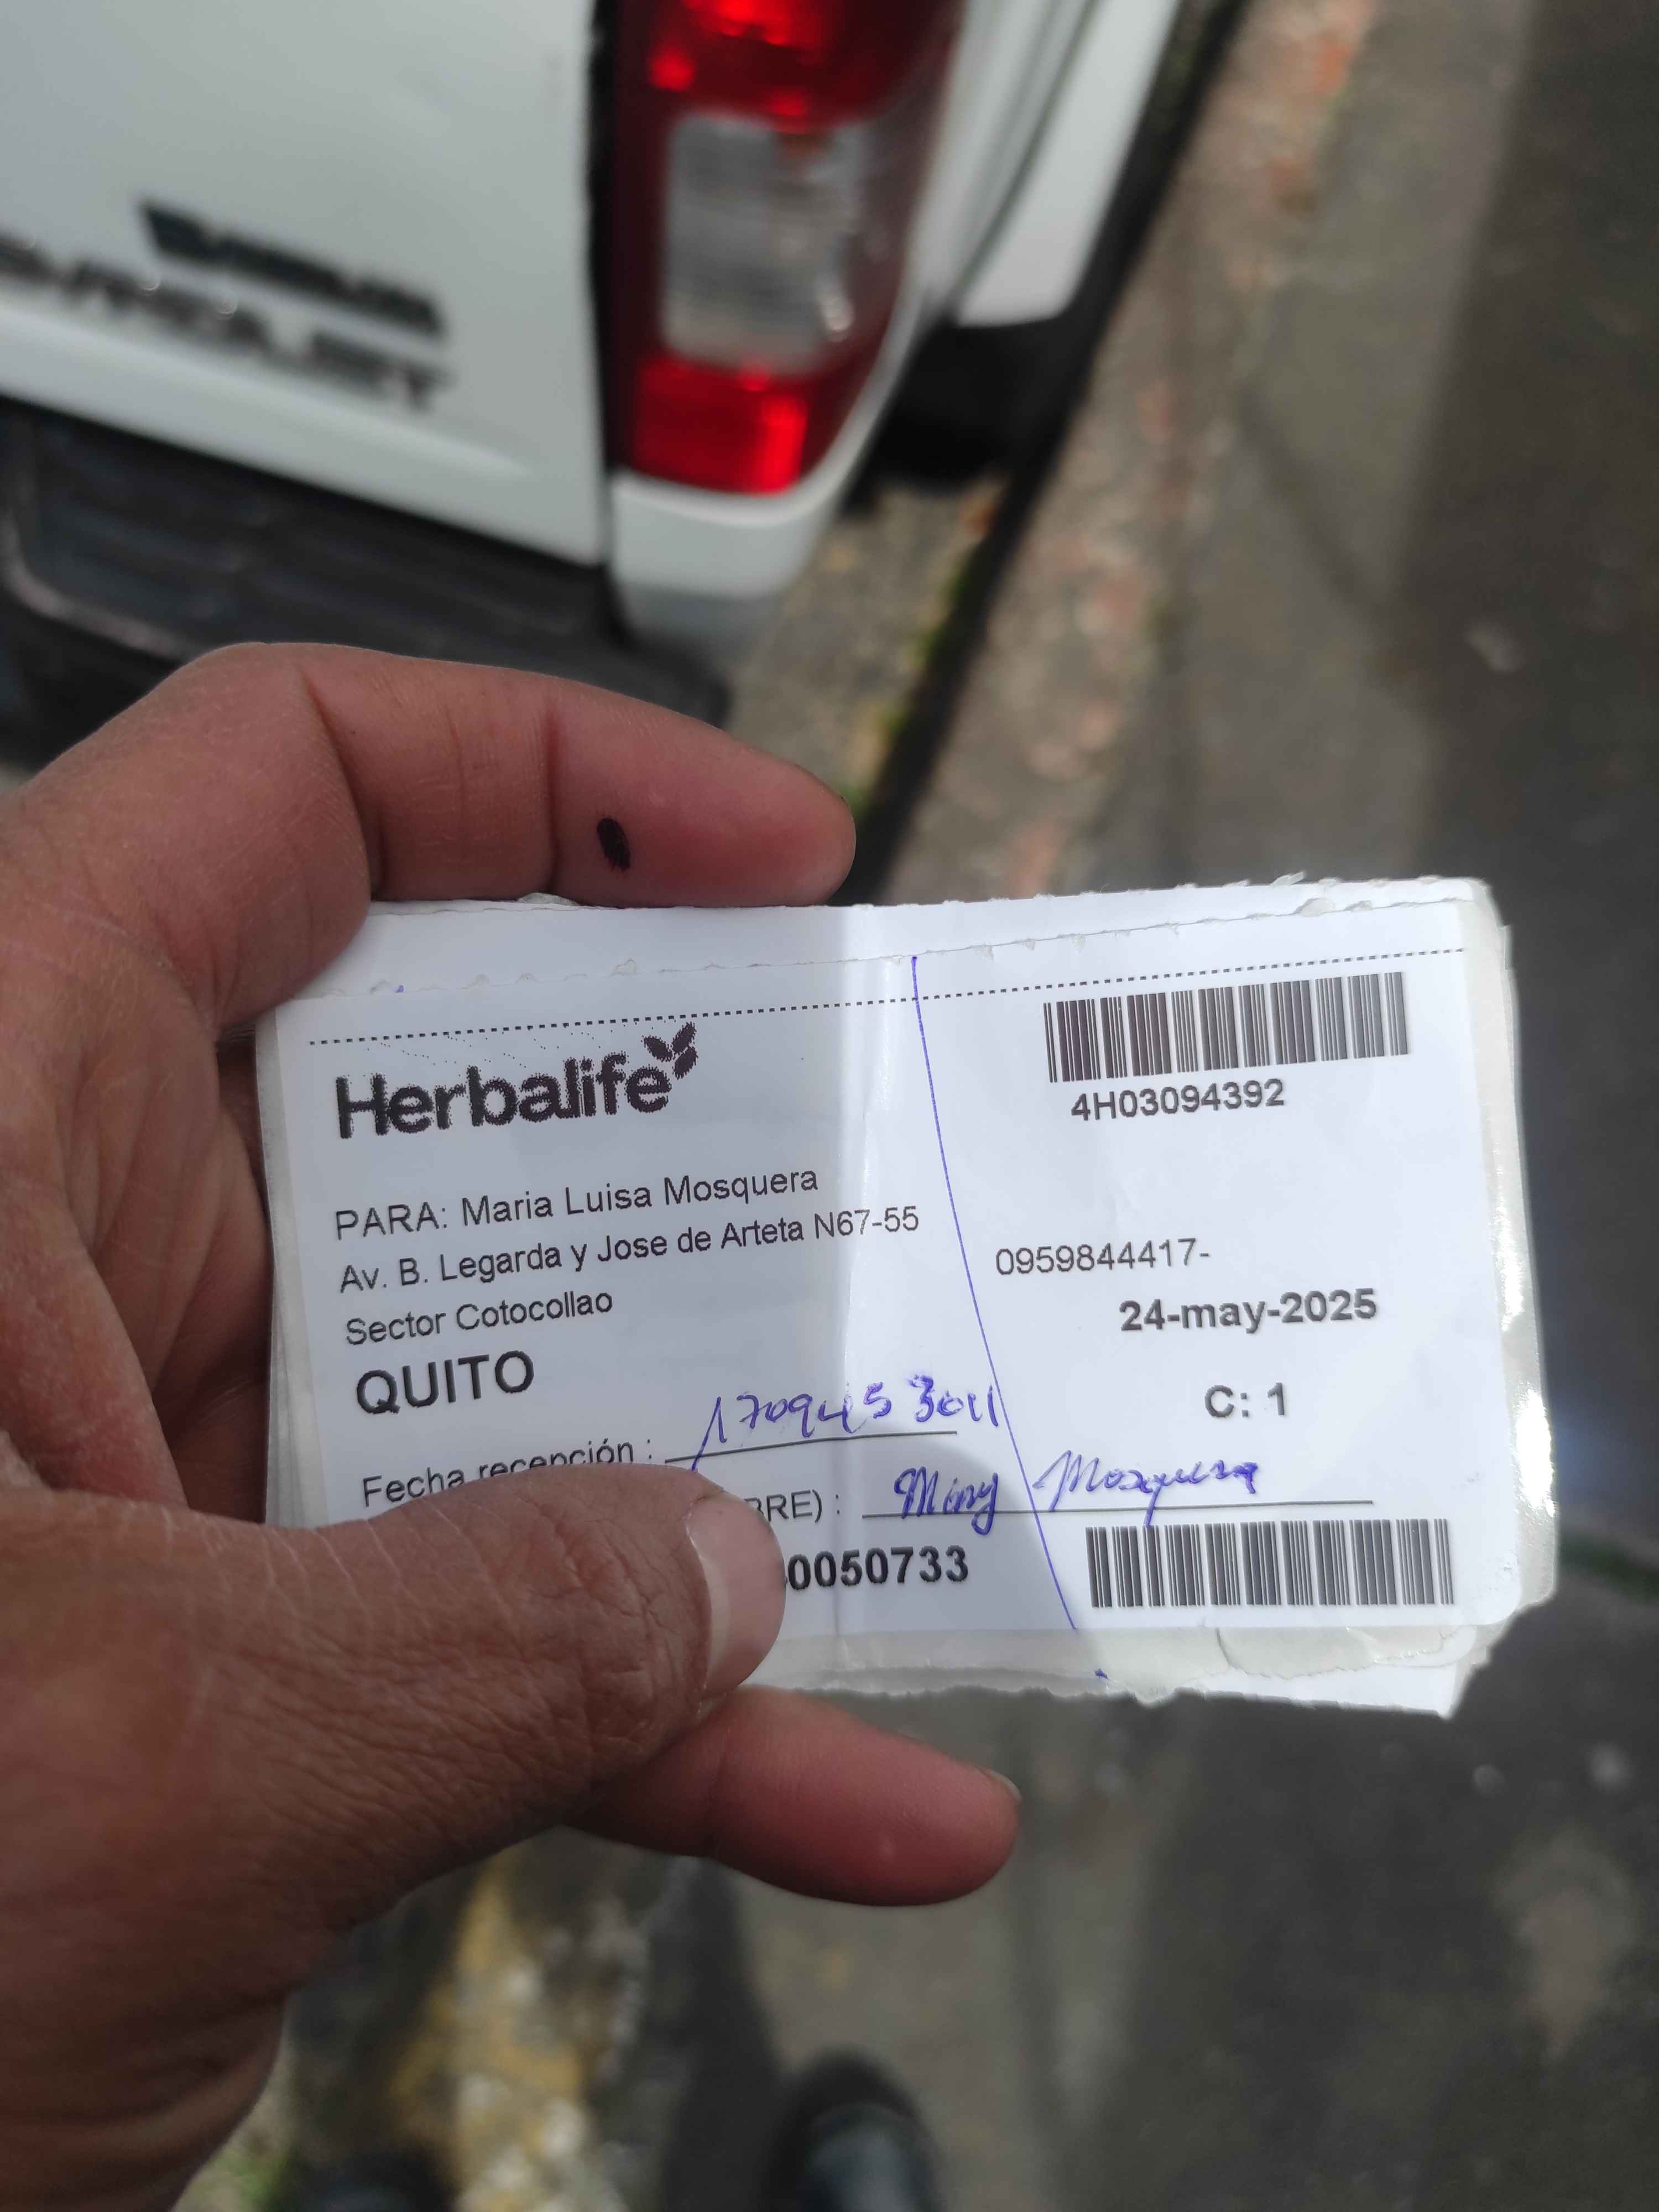 CHEVROLET
Herbalife
4H03094392
PARA: Maria Luisa Mosquera
Av. B. Legarda y Jose de Arteta N67-55
0959844417-
Sector Cotocollao
24-may-2025
QUITO
C: 1
Fecha recepción : 1709453011
BRE) : Mosquera
0050733